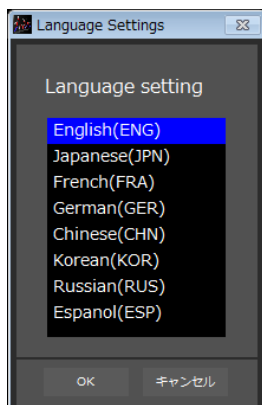 Language Settings
Language setting
English(ENG)
Japanese(JPN)
French(FRA)
German(GER)
Chinese(CHN)
Korean(KOR)
Russian(RUS)
Espanol(ESP)
OK キャンセル